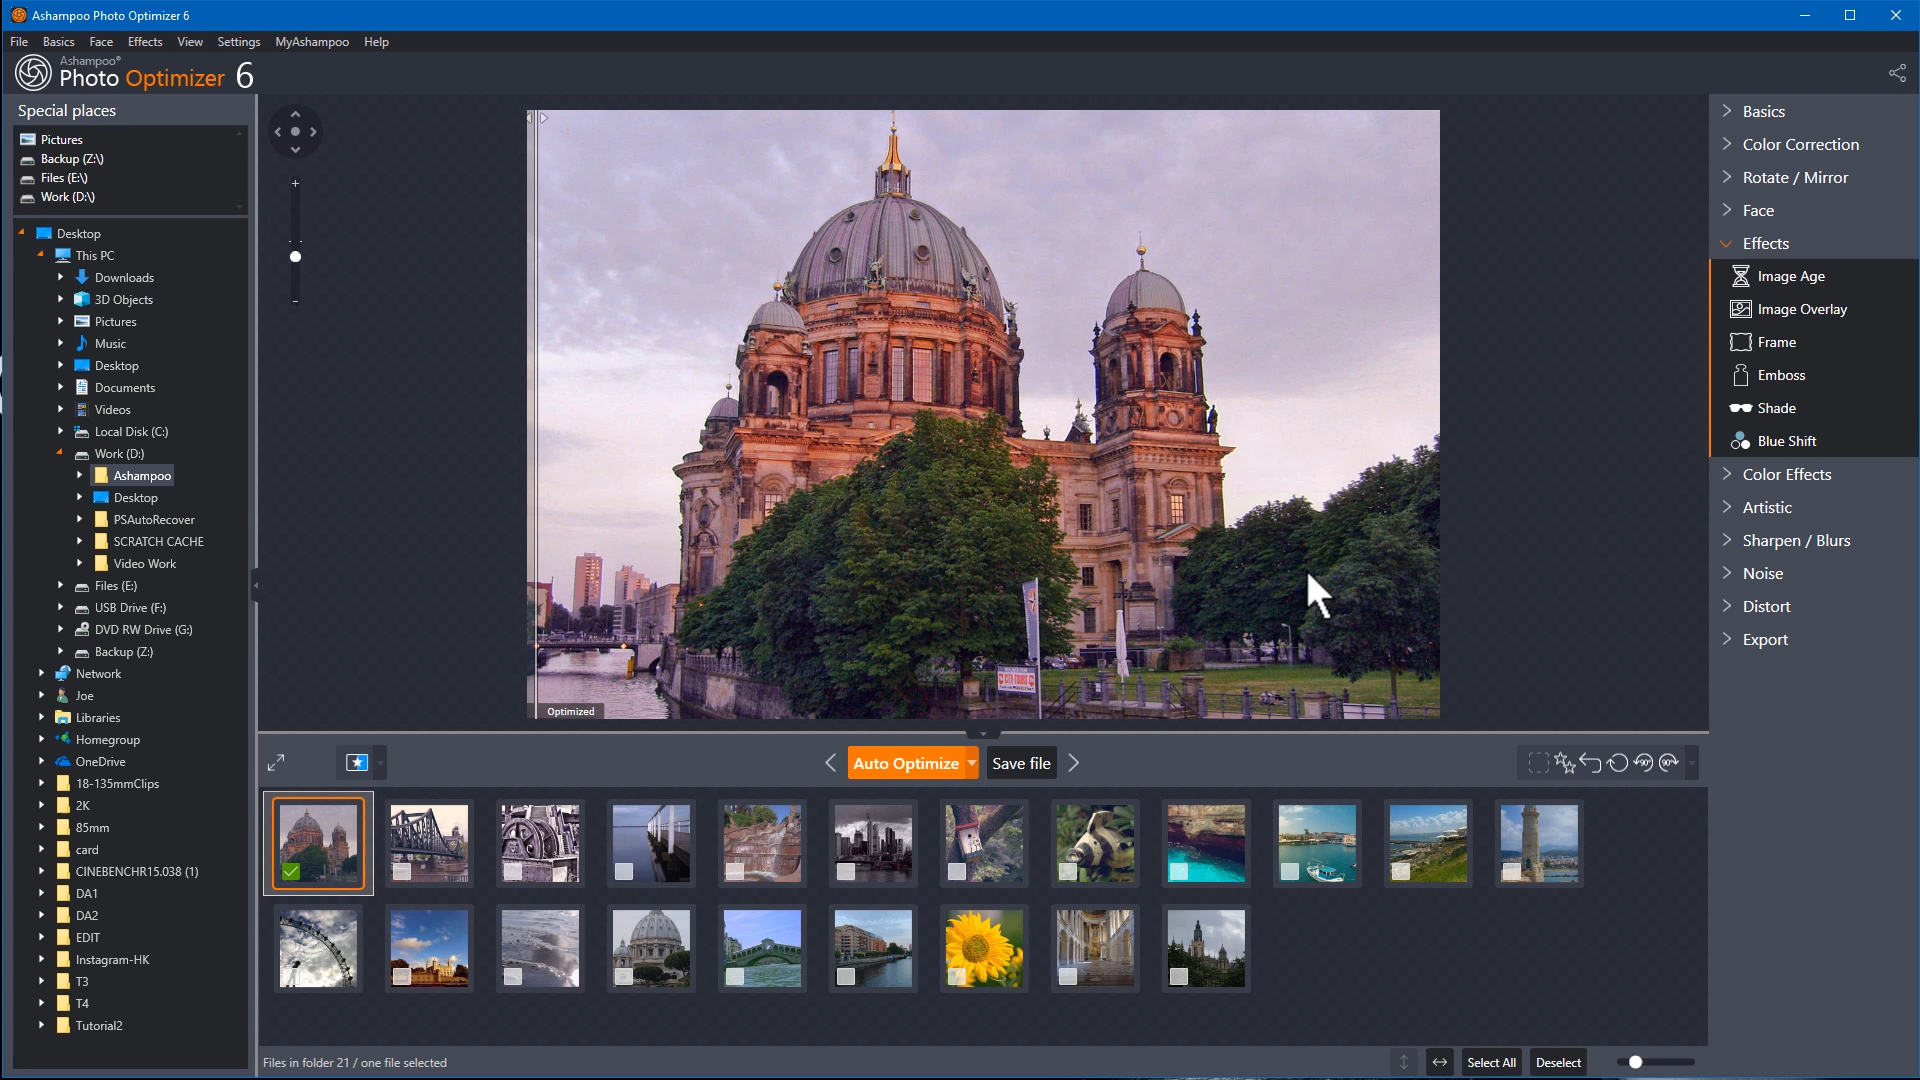 Ashampoo Photo Optimizer 6
File Basics Face Effects View Settings MyAshampoo Help
Ashampoo®
Photo Optimizer 6
Special places
Pictures
Backup (Z:\)
Files (E:\)
Work (D:\)
Desktop
This PC
Downloads
3D Objects
Pictures
Music
Desktop
Documents
Videos
Local Disk (C:)
Work (D:)
Ashampoo
Desktop
PSAutoRecover
SCRATCH CACHE
Video Work
Files (E:)
USB Drive (F:)
DVD RW Drive (G:)
Backup (Z:)
Network
Joe
Libraries
Homegroup
OneDrive
18-135mmClips
2K
85mm
card
CINEBENCHR15.038 (1)
DA1
DA2
EDIT
Instagram-HK
T3
T4
Tutorial2
CITY-TOURS
Optimized
Auto Optimize
Save file
90°
90°
Files in folder 21 / one file selected
Select All
Deselect
Basics
Color Correction
Rotate / Mirror
Face
Effects
Image Age
Image Overlay
Frame
Emboss
Shade
Blue Shift
Color Effects
Artistic
Sharpen / Blurs
Noise
Distort
Export